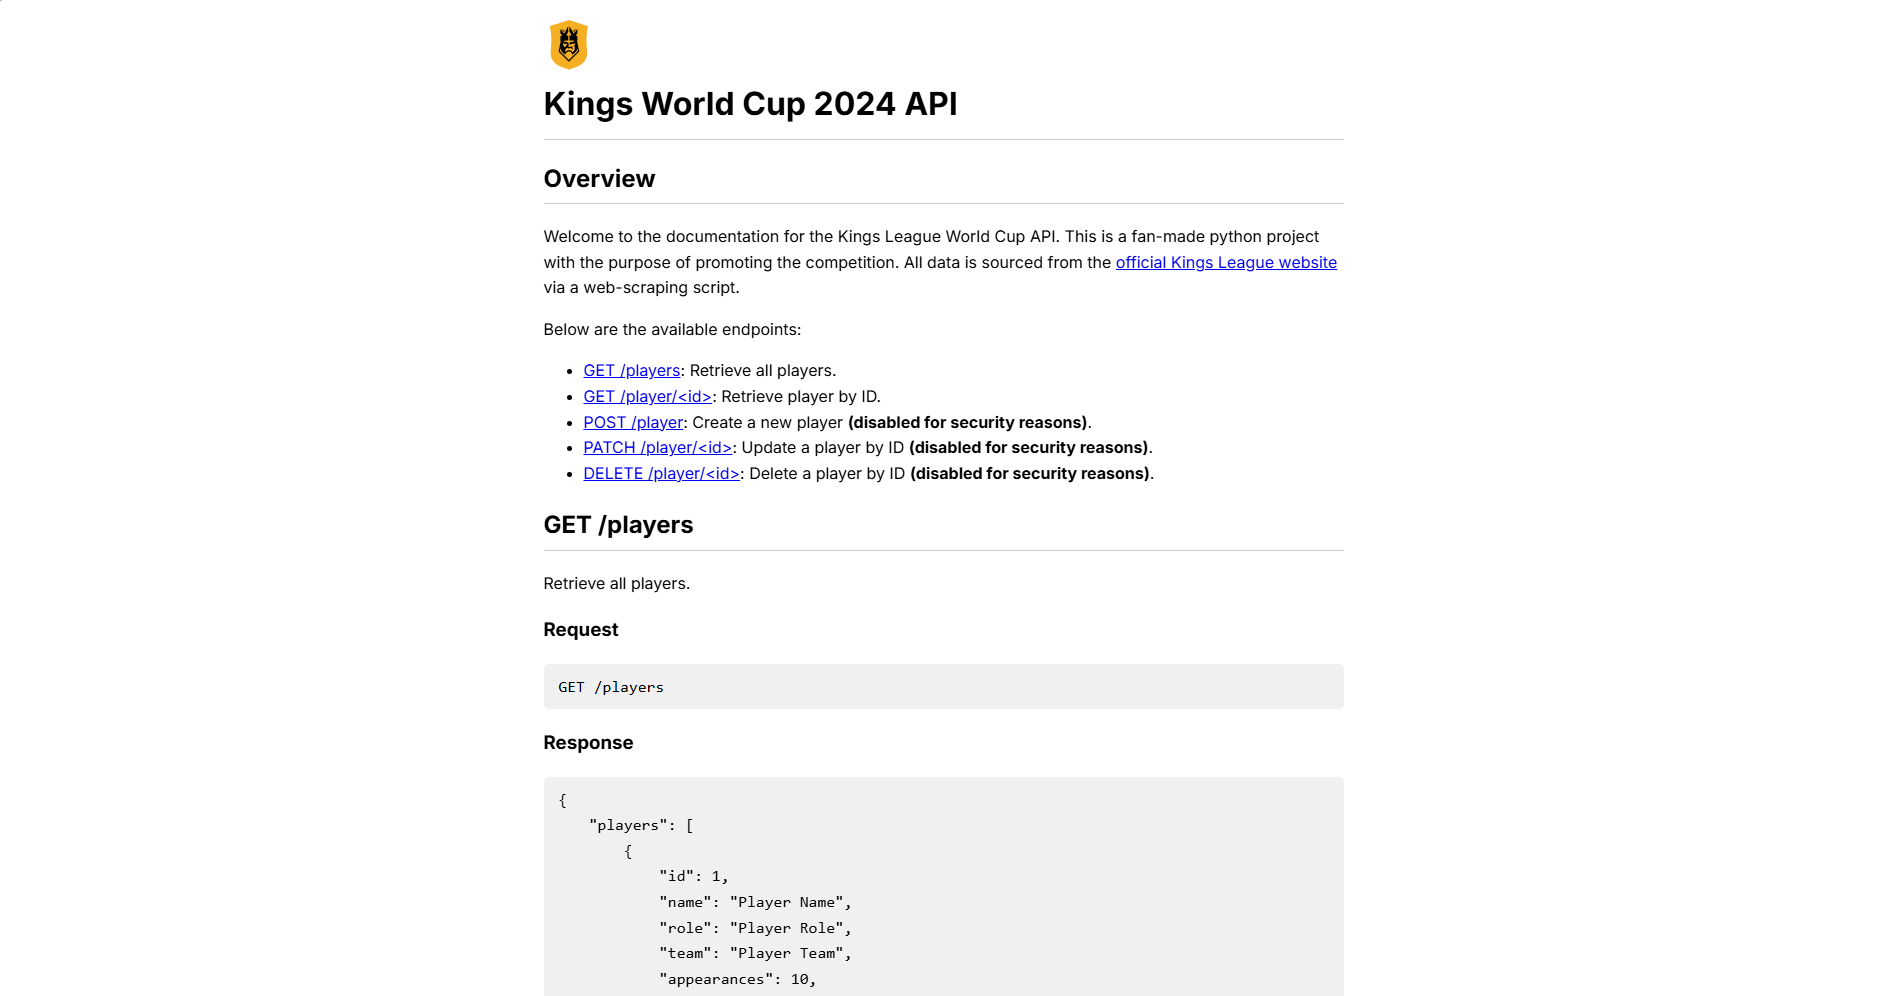 Kings World Cup 2024 API
Overview
Welcome to the documentation for the Kings League World Cup API. This is a fan-made python project
with the purpose of promoting the competition. All data is sourced from the official Kings League website
via a web-scraping script.
Below are the available endpoints:
• GET /players: Retrieve all players.
• GET /player/<id>: Retrieve player by ID.
• POST /player: Create a new player (disabled for security reasons).
• PATCH /player/<id>: Update a player by ID (disabled for security reasons).
• DELETE /player/<id>: Delete a player by ID (disabled for security reasons).
GET /players
Retrieve all players.
Request
GET /players
Response
{
    "players": [
        {
            "id": 1,
            "name": "Player Name",
            "role": "Player Role",
            "team": "Player Team",
            "appearances": 10,